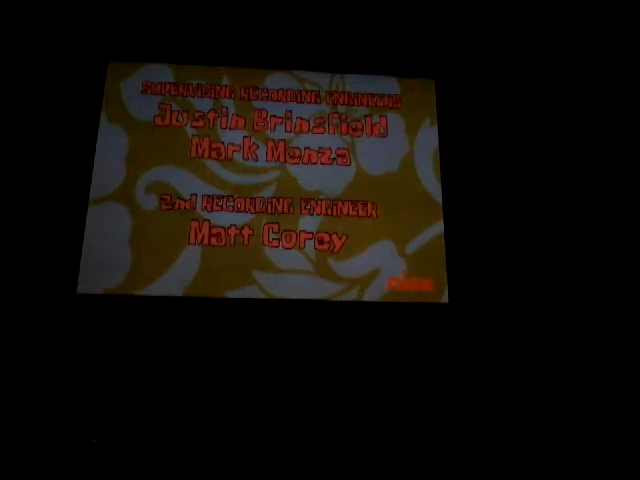 SUPERVISING RECORDING ENGINEERS
Justin Brinsfield
Mark Menza
2nd RECORDING ENGINEER
Matt Corey